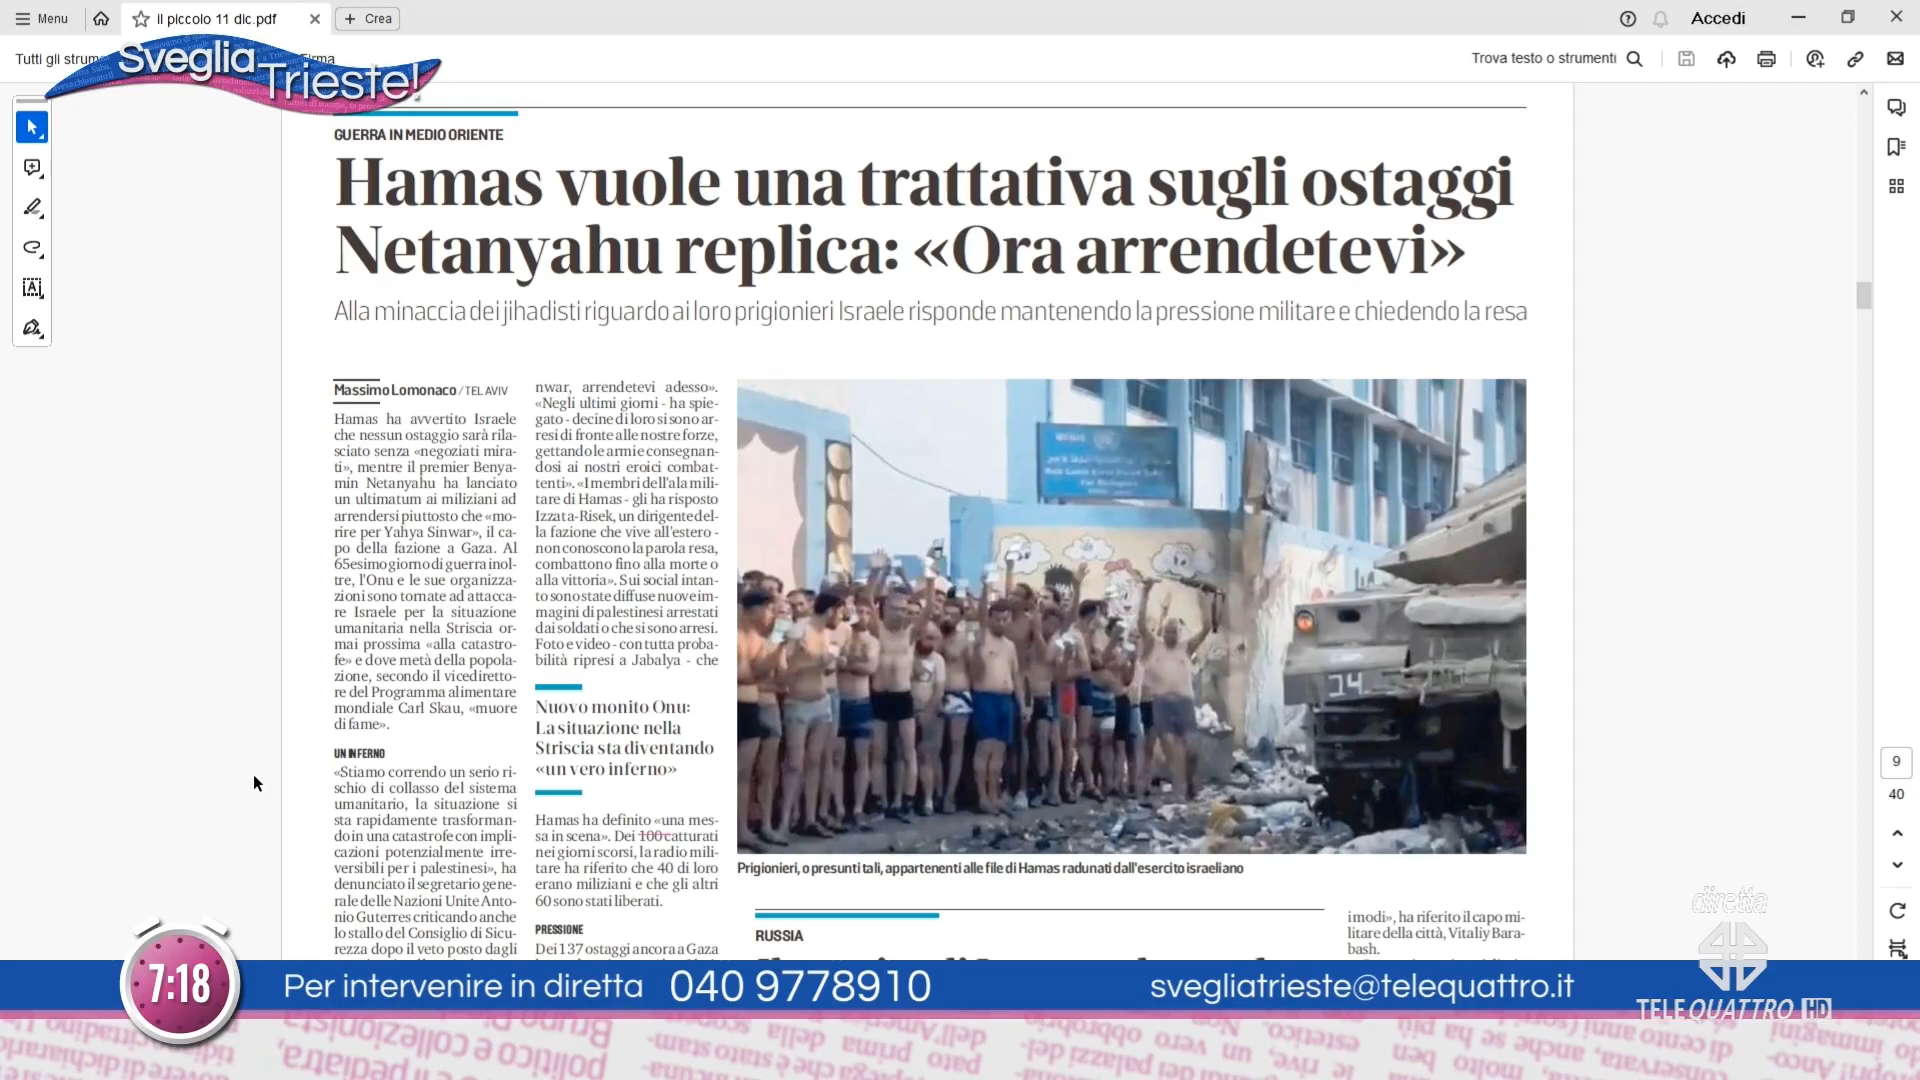 Menu
il piccolo 11 dic.pdf
Crea
Accedi
Tutti gli strum
Firma
Trova testo o strumenti
Sveglia
Trieste!
GUERRA IN MEDIO ORIENTE
Hamas vuole una trattativa sugli ostaggi
Netanyahu replica: «Ora arrendetevi»
Alla minaccia dei jihadisti riguardo ai loro prigionieri Israele risponde mantenendo la pressione militare e chiedendo la resa
Massimo Lomonaco / TEL AVIV
Hamas ha avvertito Israele
che nessun ostaggio sarà rila-
sciato senza «negoziati mira-
ti», mentre il premier Benya-
min Netanyahu ha lanciato
un ultimatum ai miliziani ad
arrendersi piuttosto che «mo-
rire per Yahya Sinwar», il ca-
po della fazione a Gaza. Al
65esimo giorno di guerra inol-
tre, l'Onu e le sue organizza-
zioni sono tornate ad attacca-
re Israele per la situazione
umanitaria nella Striscia or-
mai prossima «alla catastro-
fe» e dove metà della popola-
zione, secondo il vicediretto-
re del Programma alimentare
mondiale Carl Skau, «muore
di fame».
UN INFERNO
«Stiamo correndo un serio ri-
schio di collasso del sistema
umanitario, la situazione si
sta rapidamente trasforman-
do in una catastrofe con impli-
cazioni potenzialmente irre-
versibili per i palestinesi», ha
denunciato il segretario gene-
rale delle Nazioni Unite Anto-
nio Guterres criticando anche
lo stallo del Consiglio di Sicu-
rezza dopo il veto posto dagli
nwar, arrendetevi adesso».
«Negli ultimi giorni - ha spie-
gato - decine di loro si sono ar-
resi di fronte alle nostre forze,
gettando le armi e consegnan-
dosi ai nostri eroici combat-
tenti». «I membri dell'ala mili-
tare di Hamas - gli ha risposto
Izzat a-Risek, un dirigente del-
la fazione che vive all'estero -
non conoscono la parola resa,
combattono fino alla morte o
alla vittoria». Sui social intan-
to sono state diffuse nuove im-
magini di palestinesi arrestati
dai soldati o che si sono arresi.
Foto e video - con tutta proba-
bilità ripresi a Jabalya - che
Nuovo monito Onu:
La situazione nella
Striscia sta diventando
«un vero inferno»
Hamas ha definito «una mes-
sa in scena». Dei 100 catturati
nei giorni scorsi, la radio mili-
tare ha riferito che 40 di loro
erano miliziani e che gli altri
60 sono stati liberati.
PRESSIONE
Dei 137 ostaggi ancora a Gaza
14
Prigionieri, o presunti tali, appartenenti alle file di Hamas radunati dall'esercito israeliano
RUSSIA
imodi», ha riferito il capo mi-
litare della città, Vitaliy Bara-
bash.
9
40
diretta
TELEQUATTRO HD
7:18
Per intervenire in diretta 040 9778910
svegliatrieste@telequattro.it